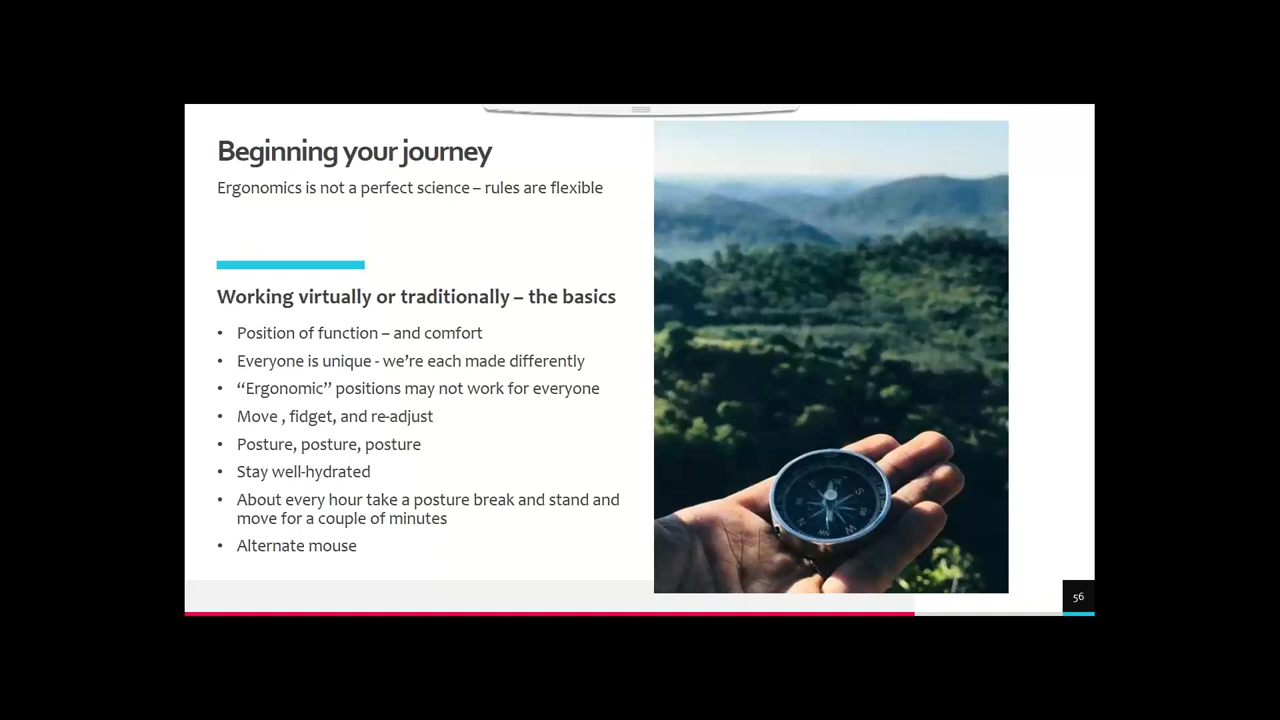 Beginning your journey
Ergonomics is not a perfect science – rules are flexible
Working virtually or traditionally – the basics
• Position of function – and comfort
• Everyone is unique - we’re each made differently
• “Ergonomic” positions may not work for everyone
• Move , fidget, and re-adjust
• Posture, posture, posture
• Stay well-hydrated
• About every hour take a posture break and stand and
move for a couple of minutes
• Alternate mouse
S
W
N
NW
56